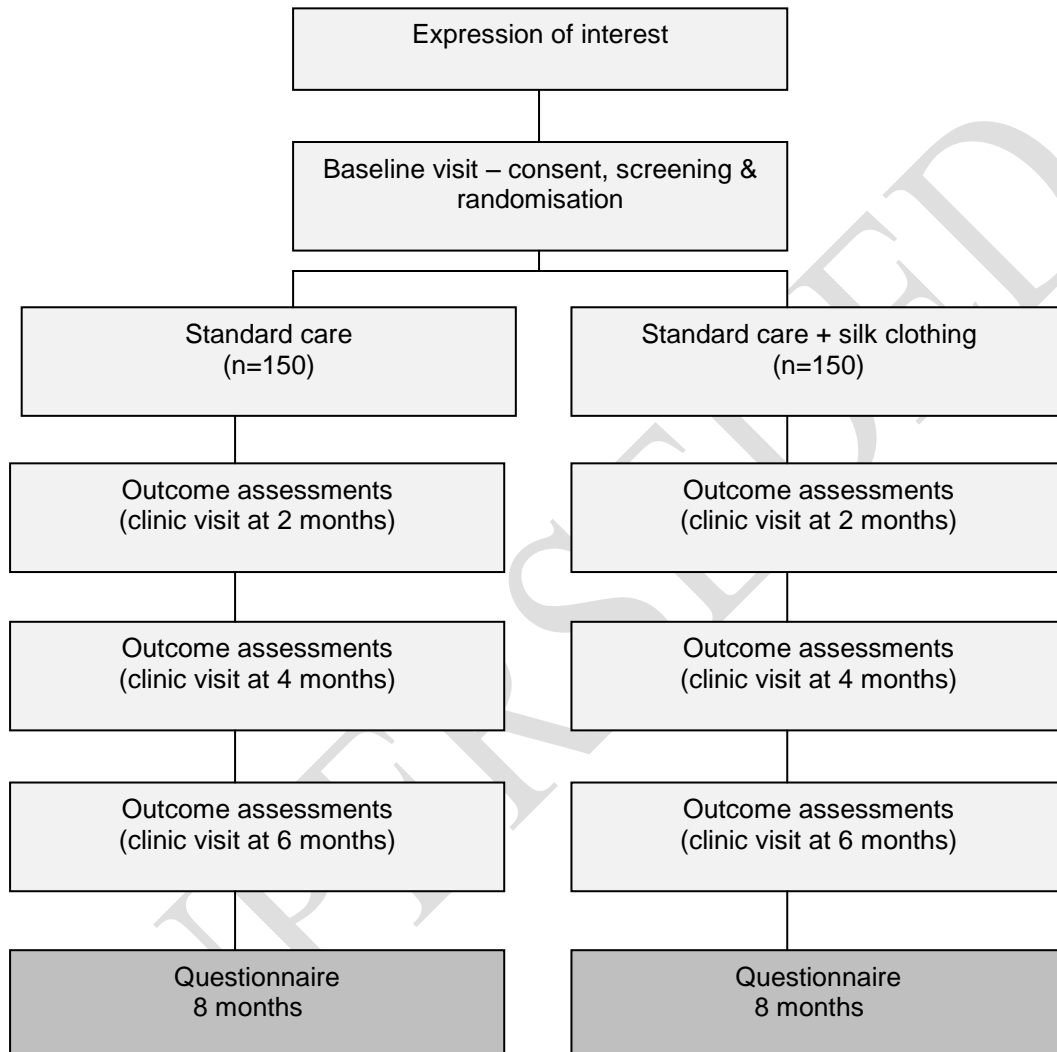 Expression of interest
Baseline visit – consent, screening &
randomisation
Standard care
(n=150)
Standard care + silk clothing
(n=150)
Outcome assessments
(clinic visit at 2 months)
Outcome assessments
(clinic visit at 2 months)
Outcome assessments
(clinic visit at 4 months)
Outcome assessments
(clinic visit at 4 months)
Outcome assessments
(clinic visit at 6 months)
Outcome assessments
(clinic visit at 6 months)
Questionnaire
8 months
Questionnaire
8 months